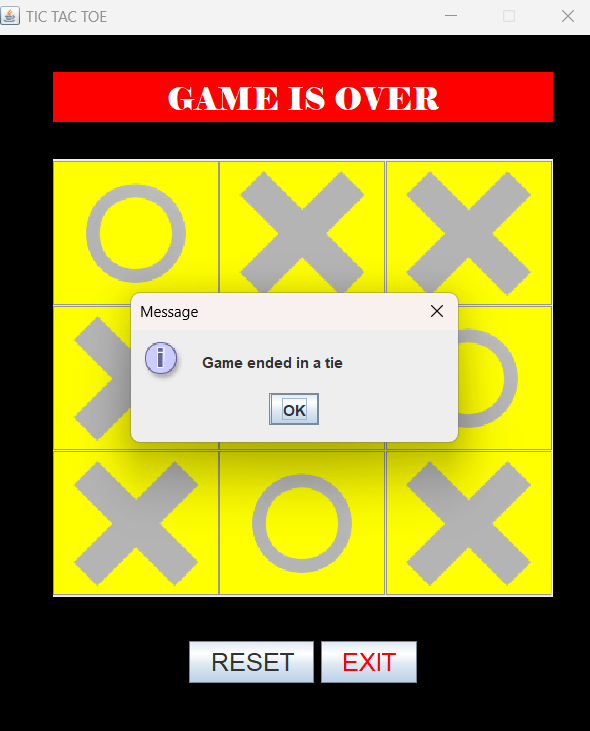 TIC TAC TOE
GAME IS OVER
Message
Game ended in a tie
OK
RESET EXIT